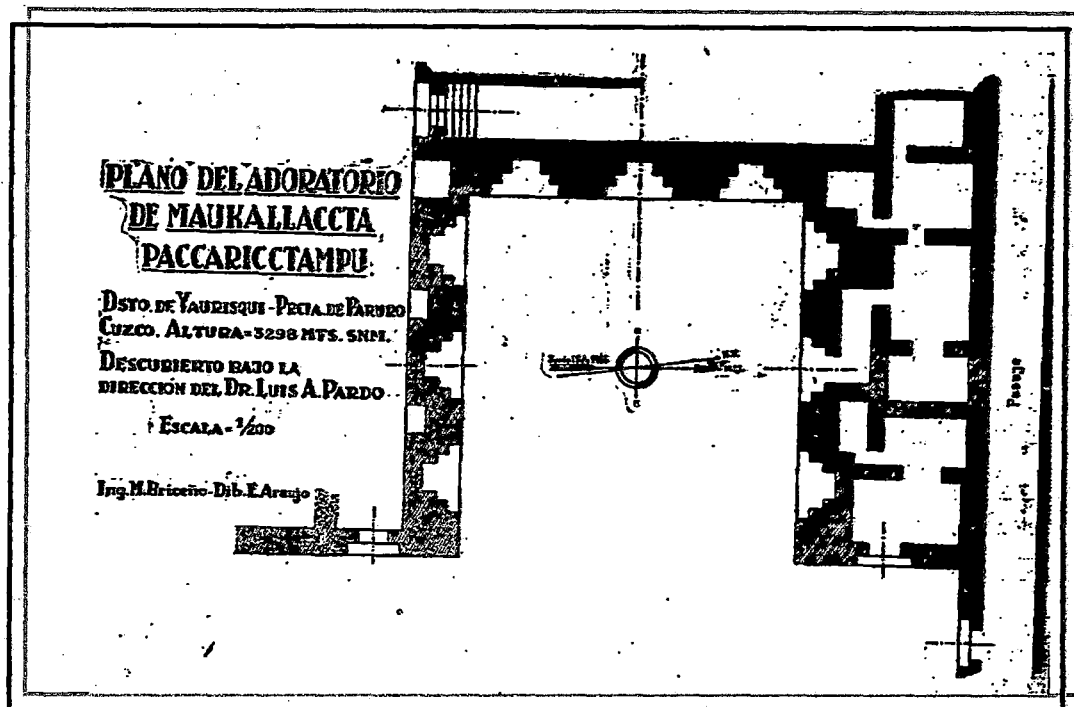 PLANO DEL ADORATORIO
DE MAUKALLACCTA
PACCARICCTAMPU.
DSTO. DE YAURISQUI-PRCIA. DE PARURO
CUZCO. ALTURA=3298 MTS. SNM.
DESCUBIERTO BAJO LA
DIRECCIÓN DEL DR. LUIS A. PARDO
ESCALA=1/200
Ing. M. Briceño-Dib. E. Araujo
Pasaje